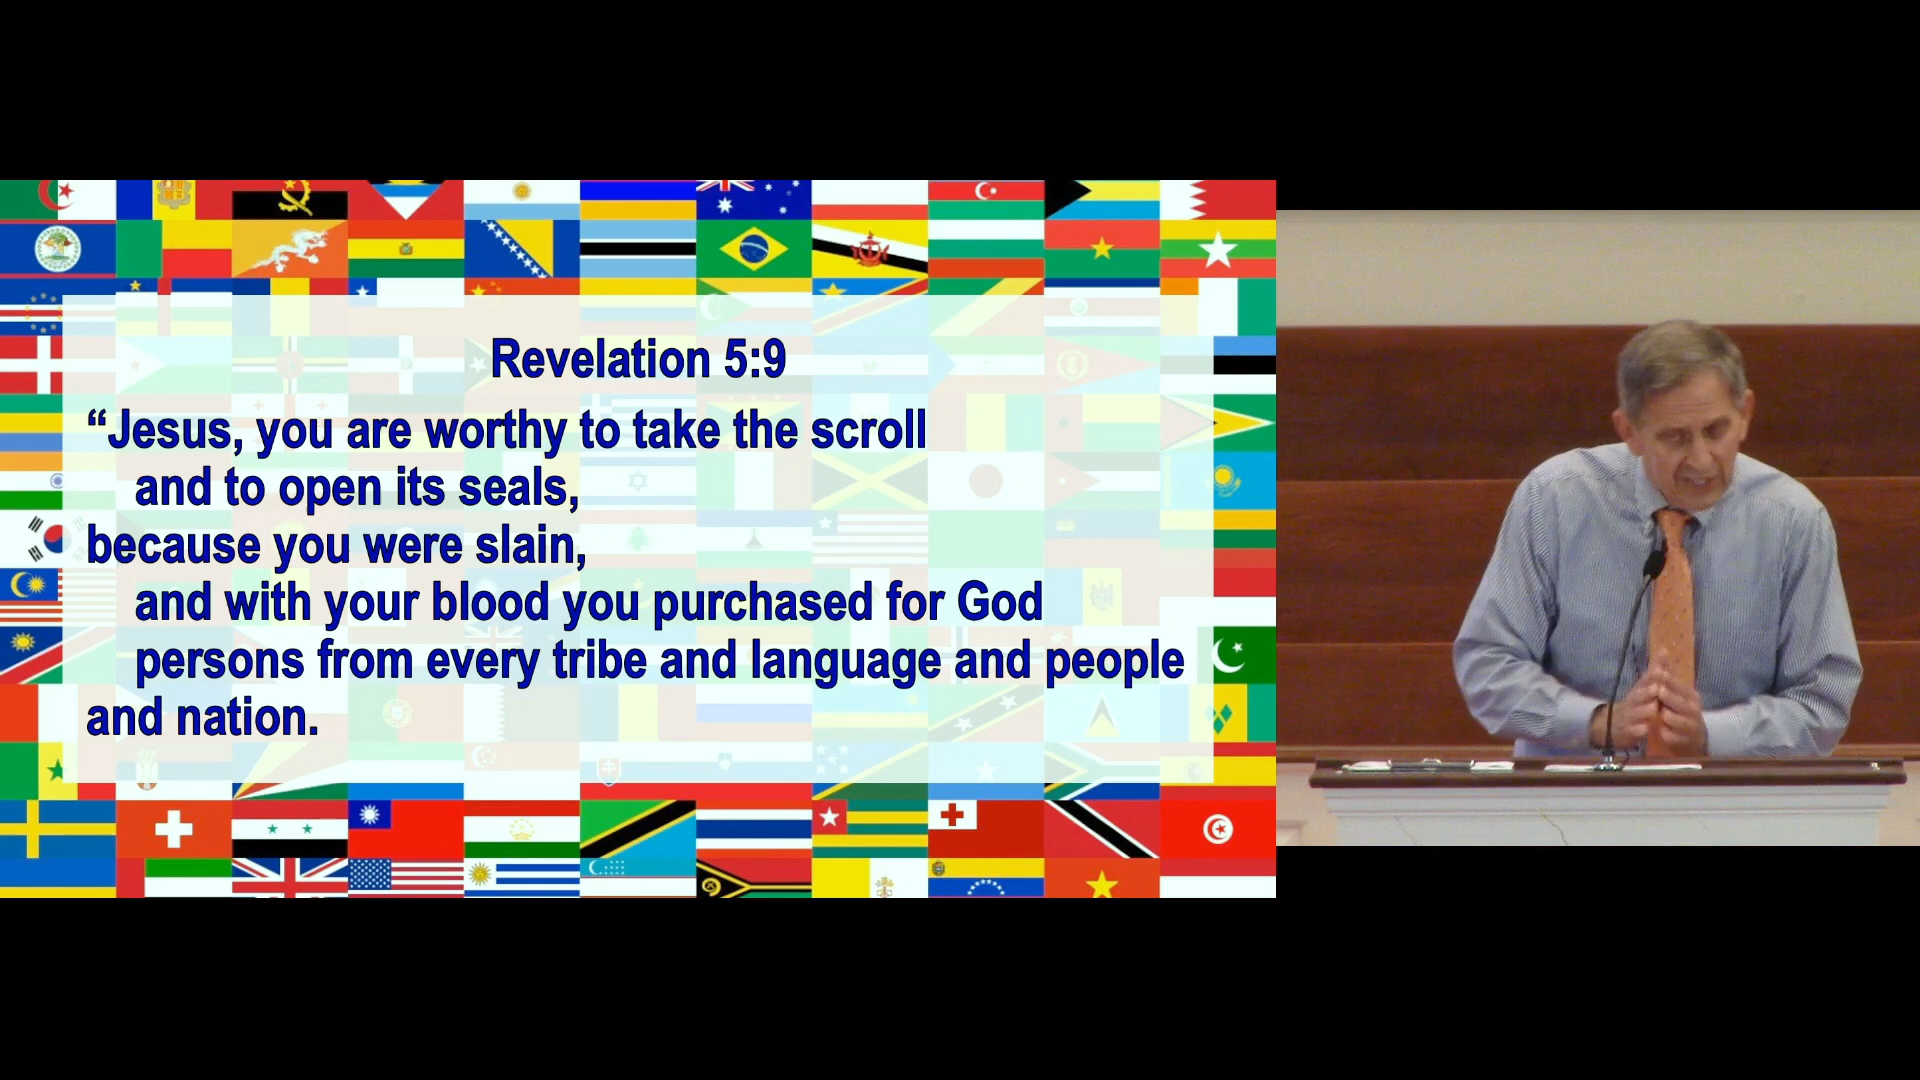 Revelation 5:9
“Jesus, you are worthy to take the scroll
and to open its seals,
because you were slain,
and with your blood you purchased for God
persons from every tribe and language and people
and nation.